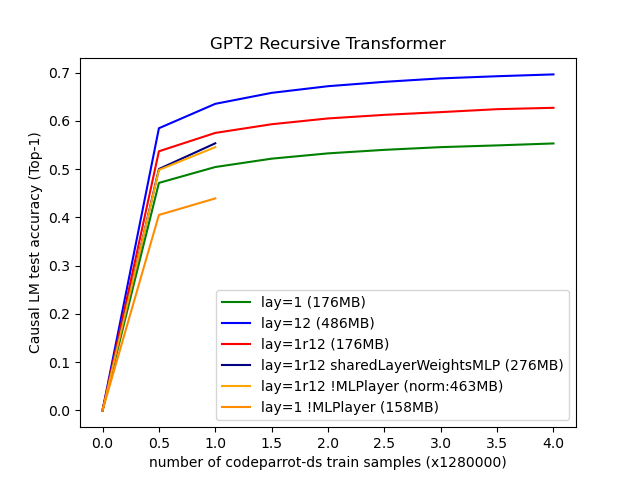 GPT2 Recursive Transformer
Causal LM test accuracy (Top-1)
0.7
0.6
0.5
0.4
0.3
0.2
0.1
0.0
lay=1 (176MB)
lay=12 (486MB)
lay=1r12 (176MB)
lay=1r12 sharedLayerWeightsMLP (276MB)
lay=1r12 !MLPlayer (norm:463MB)
lay=1 !MLPlayer (158MB)
0.0 0.5 1.0 1.5 2.0 2.5 3.0 3.5 4.0
number of codeparrot-ds train samples (x1280000)